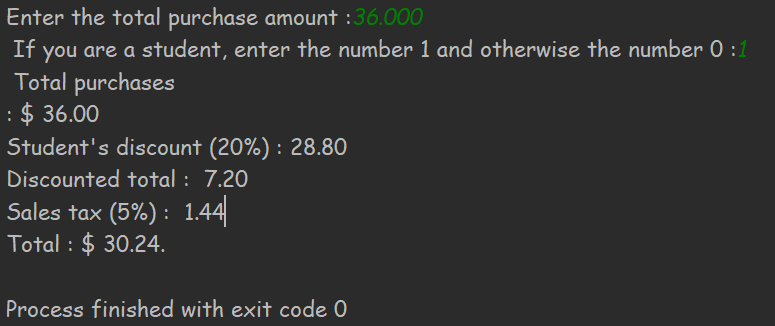 Enter the total purchase amount :36.000
If you are a student, enter the number 1 and otherwise the number 0 :1
Total purchases
: $ 36.00
Student's discount (20%) : 28.80
Discounted total :  7.20
Sales tax (5%) :  1.44
Total : $ 30.24.
Process finished with exit code 0